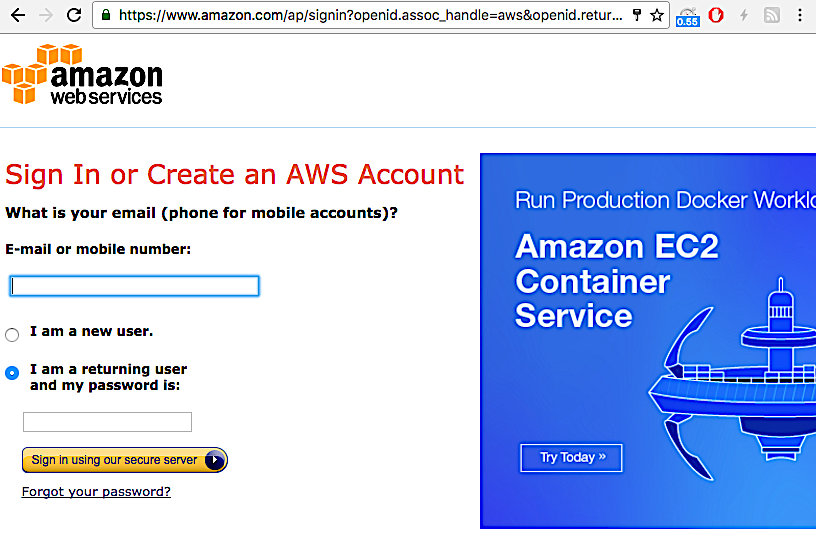 https://www.amazon.com/ap/signin?openid.assoc_handle=aws&openid.retur...
0.55
amazon
webservices
Sign In or Create an AWS Account
What is your email (phone for mobile accounts)?
E-mail or mobile number:
I am a new user.
I am a returning user
and my password is:
Sign in using our secure server
Forgot your password?
Run Production Docker Worklo
Amazon EC2
Container
Service
Try Today »